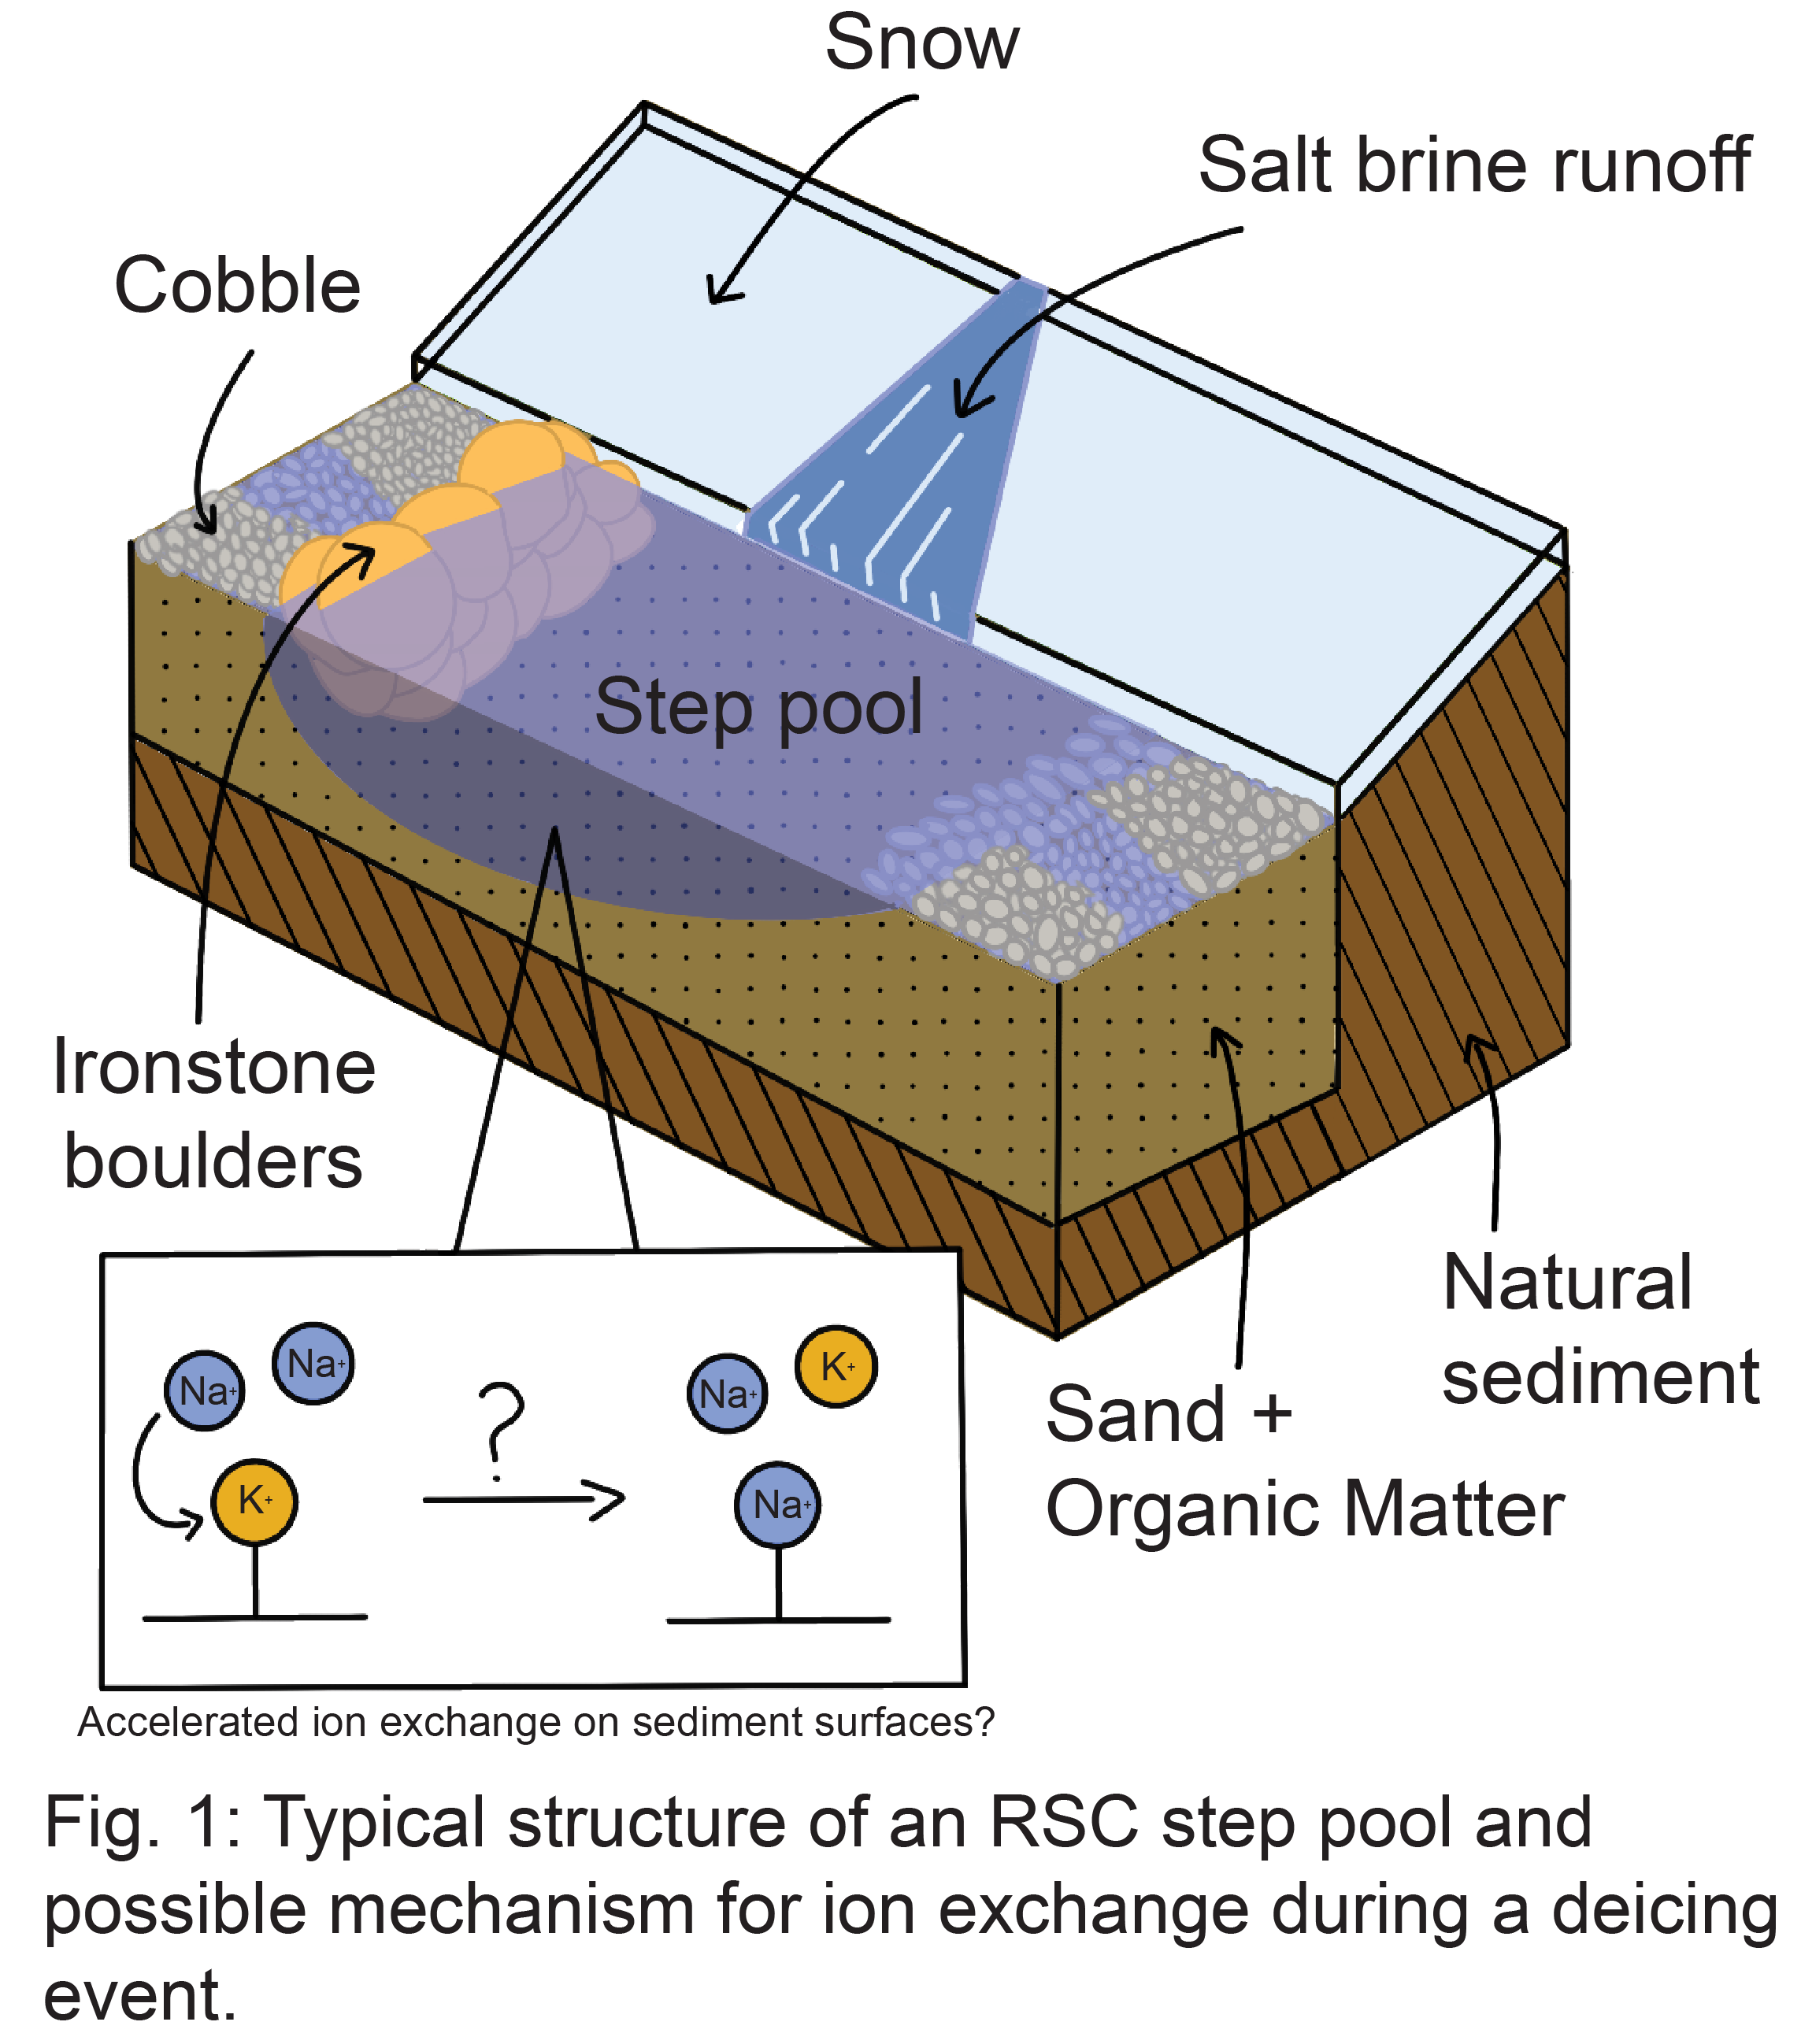 Snow
Salt brine runoff
Cobble
Step pool
Ironstone
boulders
Natural
sediment
Sand +
Organic Matter
Na+
Na+
K+
?
Na+
K+
Na+
Accelerated ion exchange on sediment surfaces?
Fig. 1: Typical structure of an RSC step pool and
possible mechanism for ion exchange during a deicing
event.